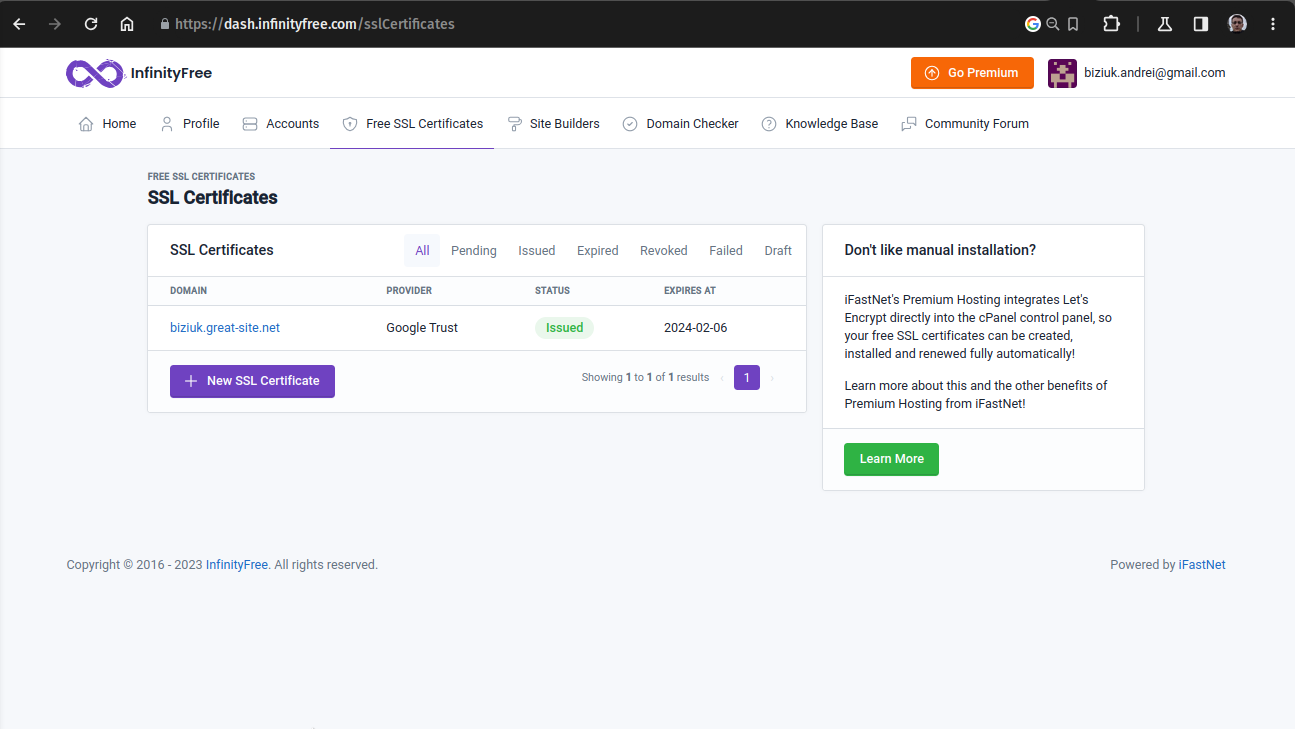 https://dash.infinityfree.com/sslCertificates
InfinityFree
Go Premium
biziuk.andrei@gmail.com
Home
Profile
Accounts
Free SSL Certificates
Site Builders
Domain Checker
Knowledge Base
Community Forum
FREE SSL CERTIFICATES
SSL Certificates
SSL Certificates
All
Pending
Issued
Expired
Revoked
Failed
Draft
DOMAIN PROVIDER STATUS EXPIRES AT
biziuk.great-site.net Google Trust Issued 2024-02-06
New SSL Certificate
Showing 1 to 1 of 1 results ‹ 1 ›
Don't like manual installation?
iFastNet's Premium Hosting integrates Let's
Encrypt directly into the cPanel control panel, so
your free SSL certificates can be created,
installed and renewed fully automatically!
Learn more about this and the other benefits of
Premium Hosting from iFastNet!
Learn More
Copyright © 2016 - 2023 InfinityFree. All rights reserved.
Powered by iFastNet